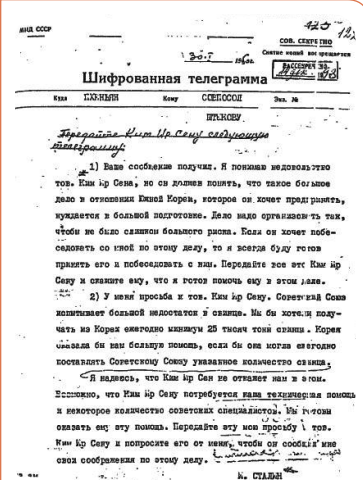 МИД СССР
СОВ. СЕКРЕТНО
Снятие копий воспрещается
РАССЕКРЕЧЕНО
30.I
Шифрованная телеграмма
Куда ПХЕНЬЯН Кому СОВПОСОЛ Экз. №
ШТЫКОВУ.
Передайте Ким Ир Сену следующую
телеграмму:
1) Ваше сообщение получил. Я понимаю недовольство
тов. Ким Ир Сена, но он должен понять, что такое большое
дело в отношении Южной Кореи, которое он хочет предпринять,
нуждается в большой подготовке. Дело надо организовать так,
чтобы не было слишком большого риска. Если он хочет побе-
седовать со мной по этому делу, то я всегда буду готов
принять его и побеседовать с ним. Передайте все это Ким Ир
Сену и скажите ему, что я готов помочь ему в этом деле.
2) У меня просьба к тов. Ким Ир Сену. Советский Союз
испытывает большой недостаток в свинце. Мы бы хотели полу-
чать из Кореи ежегодно минимум 25 тысяч тонн свинца. Корея
оказала бы нам большую помощь, если бы она могла ежегодно
поставлять Советскому Союзу указанное количество свинца.
Я надеюсь, что Ким Ир Сен не откажет нам в этом.
Возможно, что Ким Ир Сену потребуется наша техническая помощь
и некоторое количество советских специалистов. Мы готовы
оказать ему эту помощь. Передайте эту мою просьбу тов.
Ким Ир Сену и попросите его от меня, чтобы он сообщил мне
свои соображения по этому делу.
И. СТАЛИН